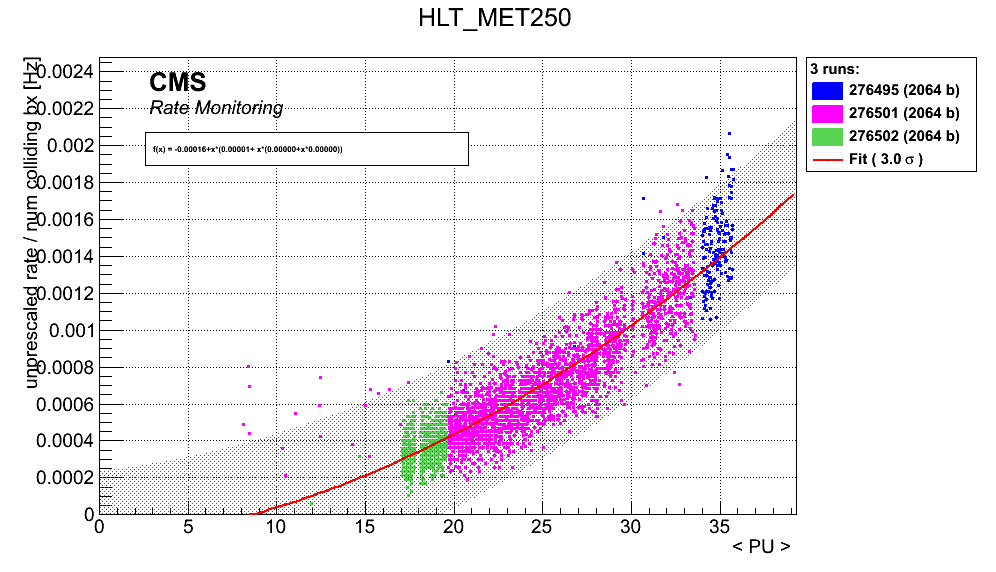 HLT_MET250
unprescaled rate / num colliding bx [Hz]
0.0024
0.0022
0.002
0.0018
0.0016
0.0014
0.0012
0.001
0.0008
0.0006
0.0004
0.0002
0
CMS
Rate Monitoring
f(x) = -0.00016+x*(0.00001+ x*(0.00000+x*0.00000))
3 runs:
276495 (2064 b)
276501 (2064 b)
276502 (2064 b)
Fit ( 3.0 σ )
0 5 10 15 20 25 30 35
< PU >